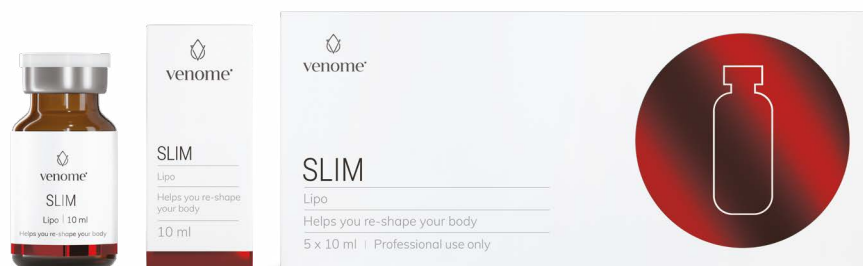 venome
SLIM
Lipo | 10 ml
Helps you re-shape your body
venome
SLIM
Lipo
Helps you re-shape
your body
10 ml
venome
SLIM
Lipo
Helps you re-shape your body
5 x 10 ml | Professional use only